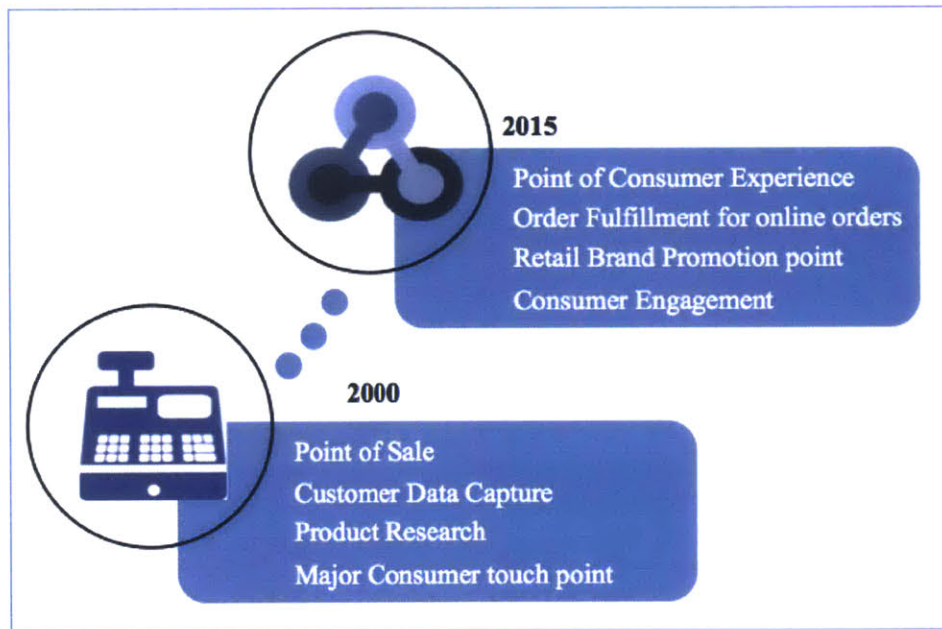 2015
Point of Consumer Experience
Order Fulfillment for online orders
Retail Brand Promotion point
Consumer Engagement
2000
Point of Sale
Customer Data Capture
Product Research
Major Consumer touch point